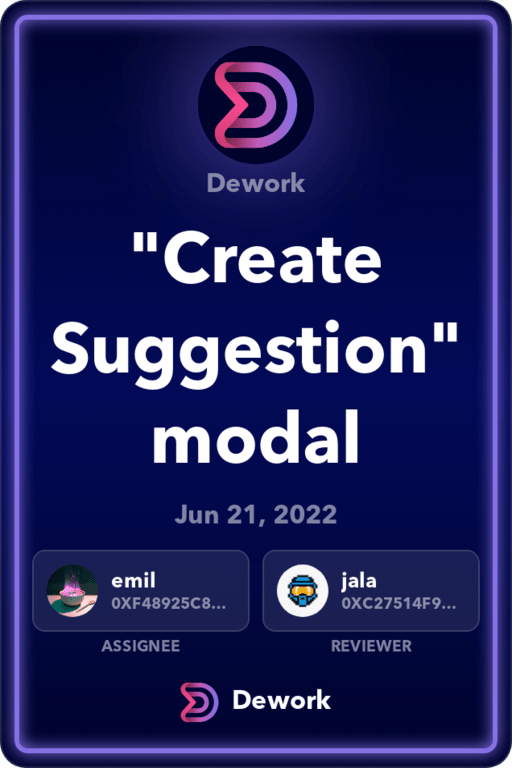 Dework
"Create
Suggestion"
modal
Jun 21, 2022
emil
0XF48925C8...
jala
0XC27514F9...
ASSIGNEE
REVIEWER
Dework